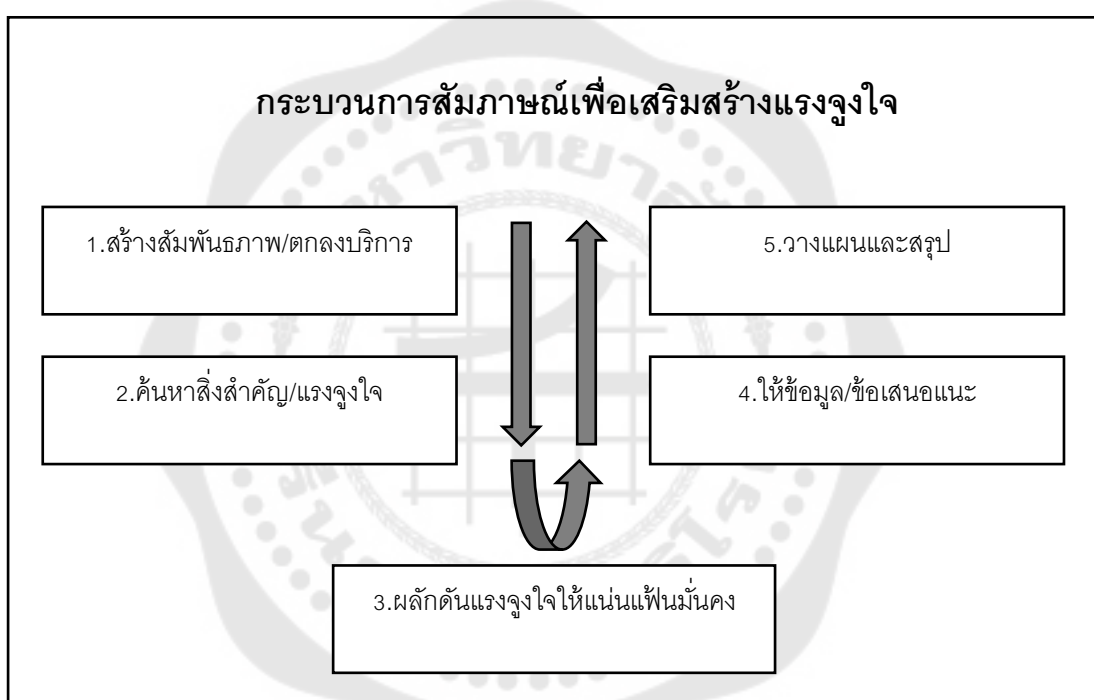 กระบวนการสัมภาษณ์เพื่อเสริมสร้างแรงจูงใจ
1.สร้างสัมพันธภาพ/ตกลงบริการ
5.วางแผนและสรุป
2.ค้นหาสิ่งสำคัญ/แรงจูงใจ
4.ให้ข้อมูล/ข้อเสนอแนะ
3.ผลักดันแรงจูงใจให้แน่นแฟ้นมั่นคง